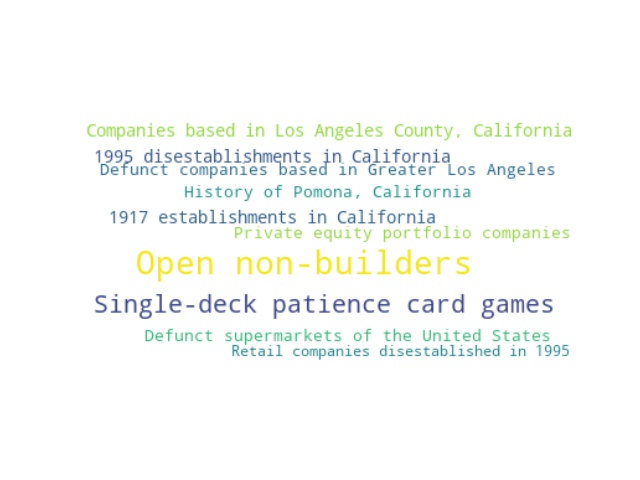 Companies based in Los Angeles County, California
1995 disestablishments in California
Defunct companies based in Greater Los Angeles
History of Pomona, California
1917 establishments in California
Private equity portfolio companies
Open non-builders
Single-deck patience card games
Defunct supermarkets of the United States
Retail companies disestablished in 1995